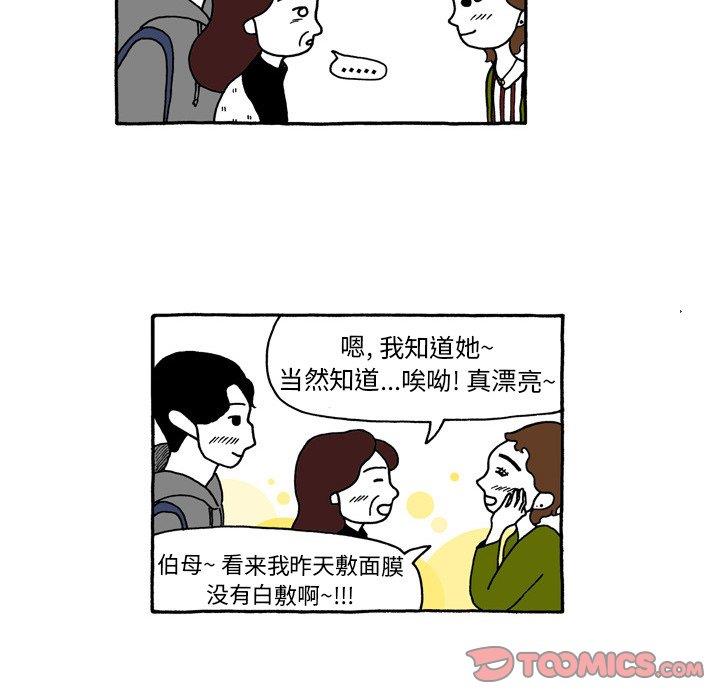 ......
嗯, 我知道她~
当然知道...唉呦! 真漂亮~
伯母~ 看来我昨天敷面膜
没有白敷啊~!!!
TOOMICS.COM